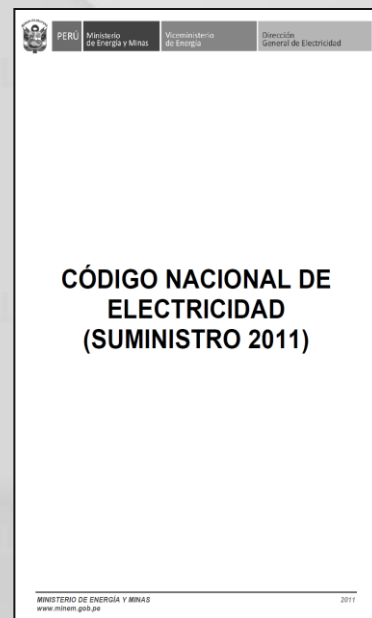 PERÚ
Ministerio
de Energía y Minas
Viceministerio
de Energía
Dirección
General de Electricidad
CÓDIGO NACIONAL DE
ELECTRICIDAD
(SUMINISTRO 2011)
MINISTERIO DE ENERGÍA Y MINAS
2011
www.minem.gob.pe